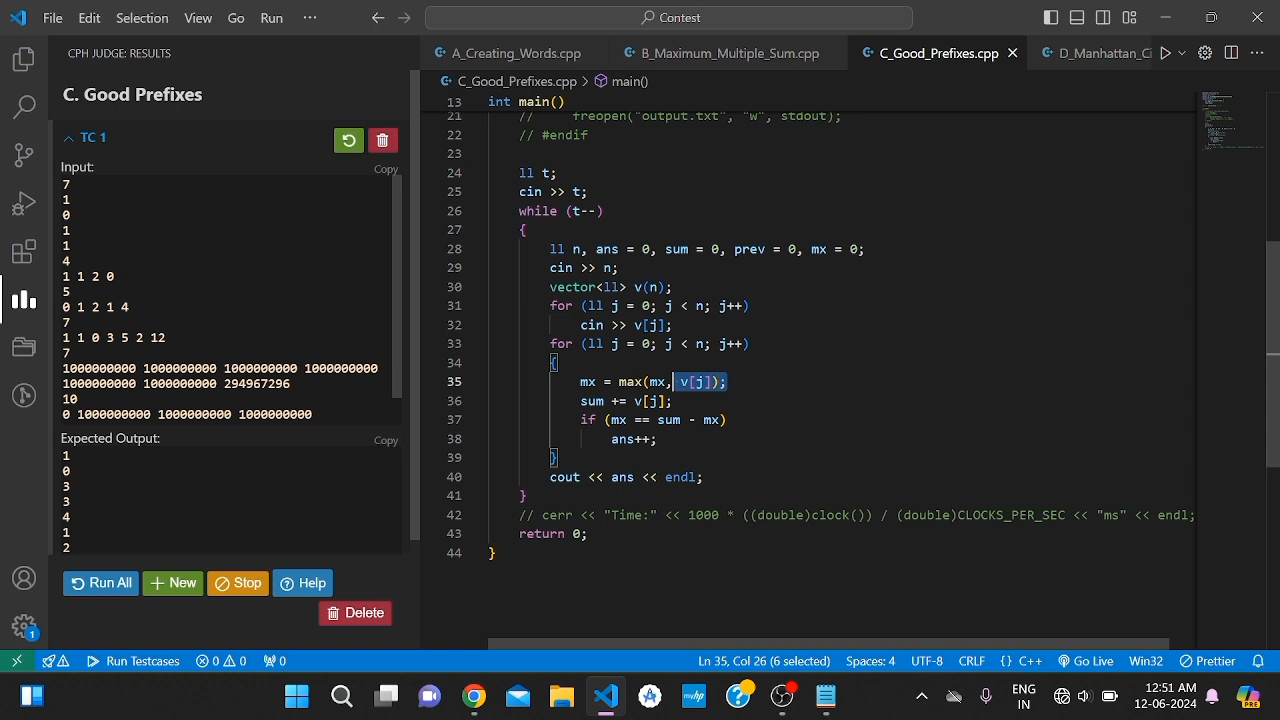 File Edit Selection View Go Run ··· Contest
CPH JUDGE: RESULTS
A_Creating_Words.cpp B_Maximum_Multiple_Sum.cpp C_Good_Prefixes.cpp D_Manhattan_Ci
C_Good_Prefixes.cpp > main()
C. Good Prefixes
TC 1
Input:
Copy
7
1
0
1
1
4
1 1 2 0
5
0 1 2 1 4
7
1 1 0 3 5 2 12
7
1000000000 1000000000 1000000000 1000000000
1000000000 1000000000 294967296
10
0 1000000000 1000000000 1000000000
Expected Output:
Copy
1
0
3
3
4
1
2
Run All New Stop Help
Delete
13 int main()
21 // freopen("output.txt", "w", stdout);
22 // #endif
23
24 ll t;
25 cin >> t;
26 while (t--)
27 {
28 ll n, ans = 0, sum = 0, prev = 0, mx = 0;
29 cin >> n;
30 vector<ll> v(n);
31 for (ll j = 0; j < n; j++)
32 cin >> v[j];
33 for (ll j = 0; j < n; j++)
34 {
35 mx = max(mx, v[j]);
36 sum += v[j];
37 if (mx == sum - mx)
38 ans++;
39 }
40 cout << ans << endl;
41 }
42 // cerr << "Time:" << 1000 * ((double)clock()) / (double)CLOCKS_PER_SEC << "ms" << endl;
43 return 0;
44 }
1
Run Testcases 0 0 0 Ln 35, Col 26 (6 selected) Spaces: 4 UTF-8 CRLF {} C++ Go Live Win32 Prettier
myhp
ENG
IN
12:51 AM
12-06-2024
PRE